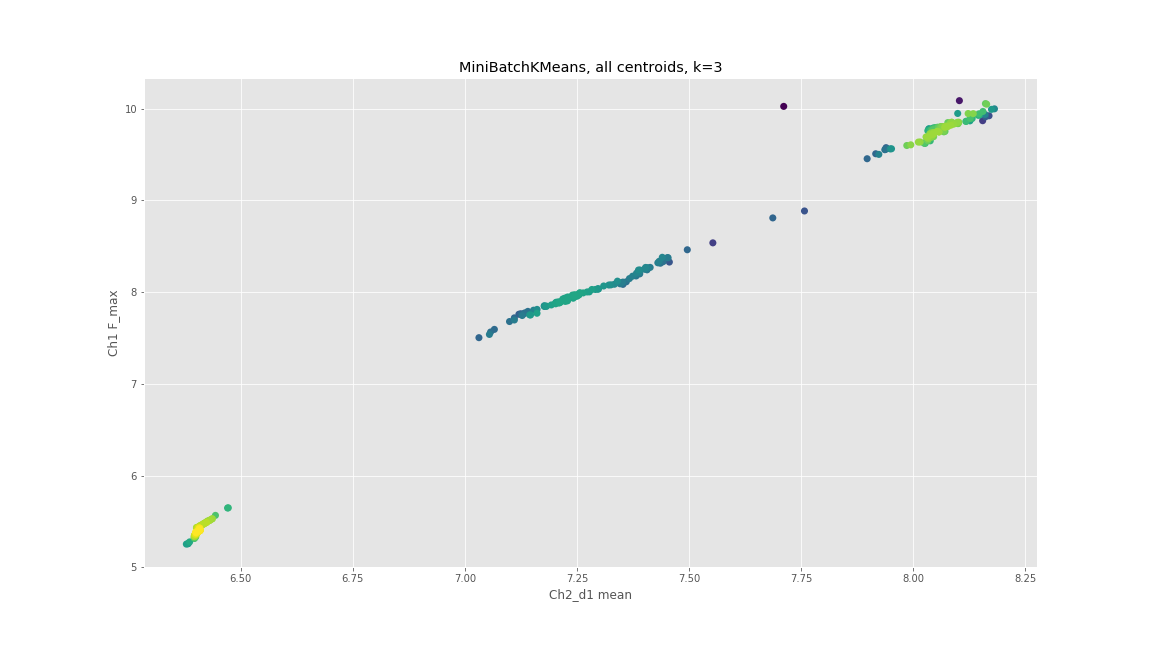 MiniBatchKMeans, all centroids, k=3
10
9
8
7
6
5
Ch1 F_max
6.50 6.75 7.00 7.25 7.50 7.75 8.00 8.25
Ch2_d1 mean